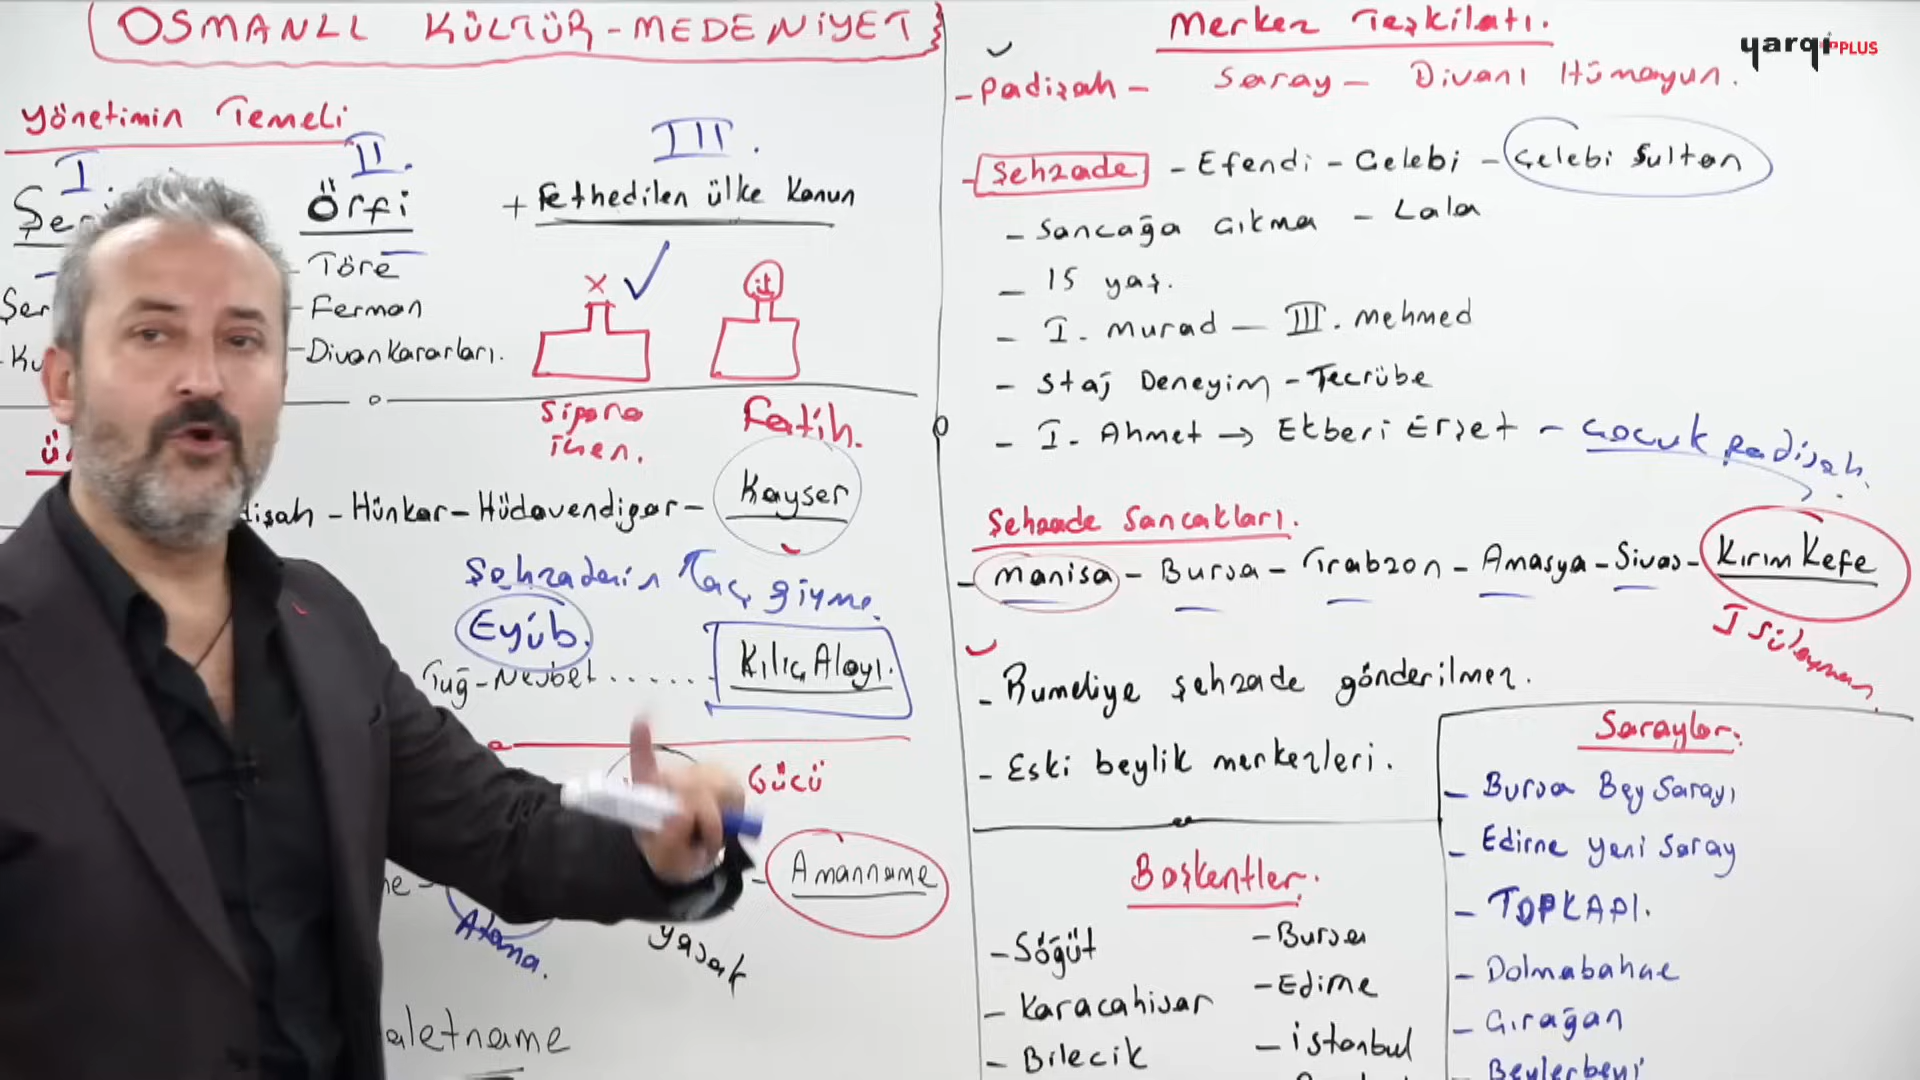 OSMANLI KÜLTÜR-MEDENİYET
Yönetimin Temeli
I.
II.
III.
Örfi
+ Fethedilen ülke Kanun
- Töre
- Ferman
- Divan Kararları.
Fatih.
- Hünkar - Hüdavendigar - Kayser
Şehzadenin Taç giyme.
Eyüb.
Tuğ - Nevbet ...... Kılıç Alayı.
Gücü
- Amanname
Atama.
Yasak
aletname
Merkez Teşkilatı.
- Padişah - Saray - Divanı Hümayun.
- Şehzade - Efendi - Çelebi - Çelebi Sultan
- Sancağa Çıkma - Lala
- 15 yaş.
- I. Murad - III. Mehmed
- Staj Deneyim - Tecrübe
- I. Ahmet → Ekberi Erşet - Çocuk Padişah.
Şehzade Sancakları.
- Manisa - Bursa - Trabzon - Amasya - Sivas - Kırım Kefe
I Süleyman
- Rumeliye şehzade gönderilmez.
- Eski beylik merkezleri.
Başkentler.
- Söğüt
- Karacahisar
- Bilecik
- Bursa
- Edirne
- İstanbul
Saraylar:
- Bursa Bey Sarayı
- Edirne Yeni Saray
- TOPKAPI.
- Dolmabahçe
- Çırağan
- Beylerbeyi
yarqı PLUS